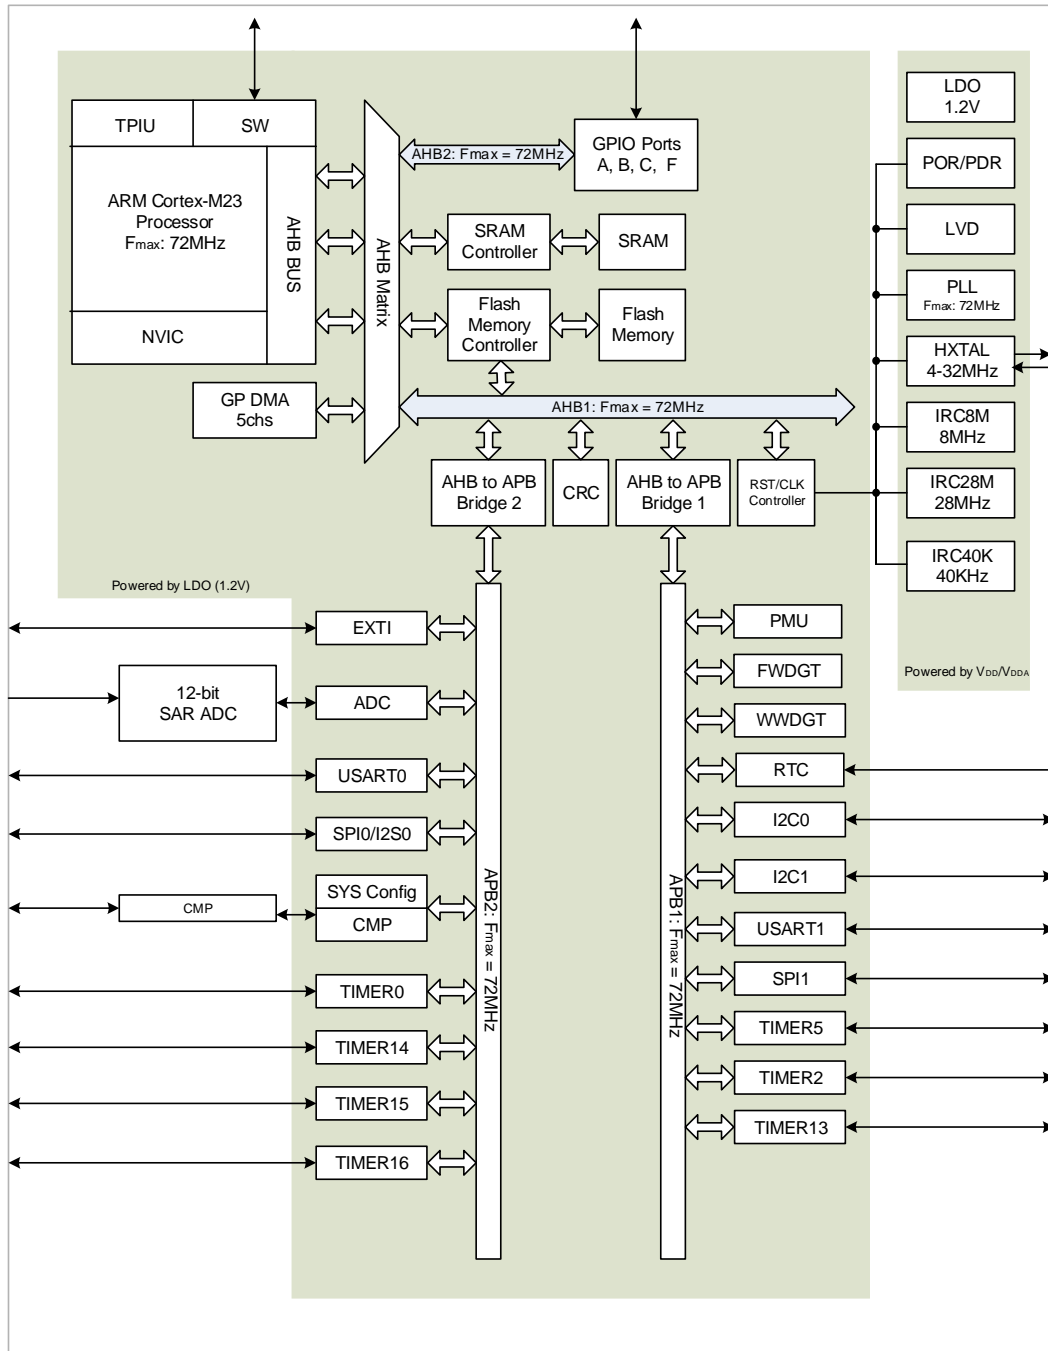 TPIU
SW
ARM Cortex-M23
Processor
Fmax: 72MHz
NVIC
AHB BUS
GP DMA
5chs
AHB Matrix
AHB2: Fmax = 72MHz
GPIO Ports
A, B, C, F
SRAM
Controller
SRAM
Flash
Memory
Controller
Flash
Memory
AHB1: Fmax = 72MHz
AHB to APB
Bridge 2
CRC
AHB to APB
Bridge 1
RST/CLK
Controller
LDO
1.2V
POR/PDR
LVD
PLL
Fmax: 72MHz
HXTAL
4-32MHz
IRC8M
8MHz
IRC28M
28MHz
IRC40K
40KHz
Powered by VDD/VDDA
Powered by LDO (1.2V)
EXTI
12-bit
SAR ADC
ADC
USART0
SPI0/I2S0
CMP
SYS Config
CMP
TIMER0
TIMER14
TIMER15
TIMER16
APB2: Fmax = 72MHz
APB1: Fmax = 72MHz
PMU
FWDGT
WWDGT
RTC
I2C0
I2C1
USART1
SPI1
TIMER5
TIMER2
TIMER13